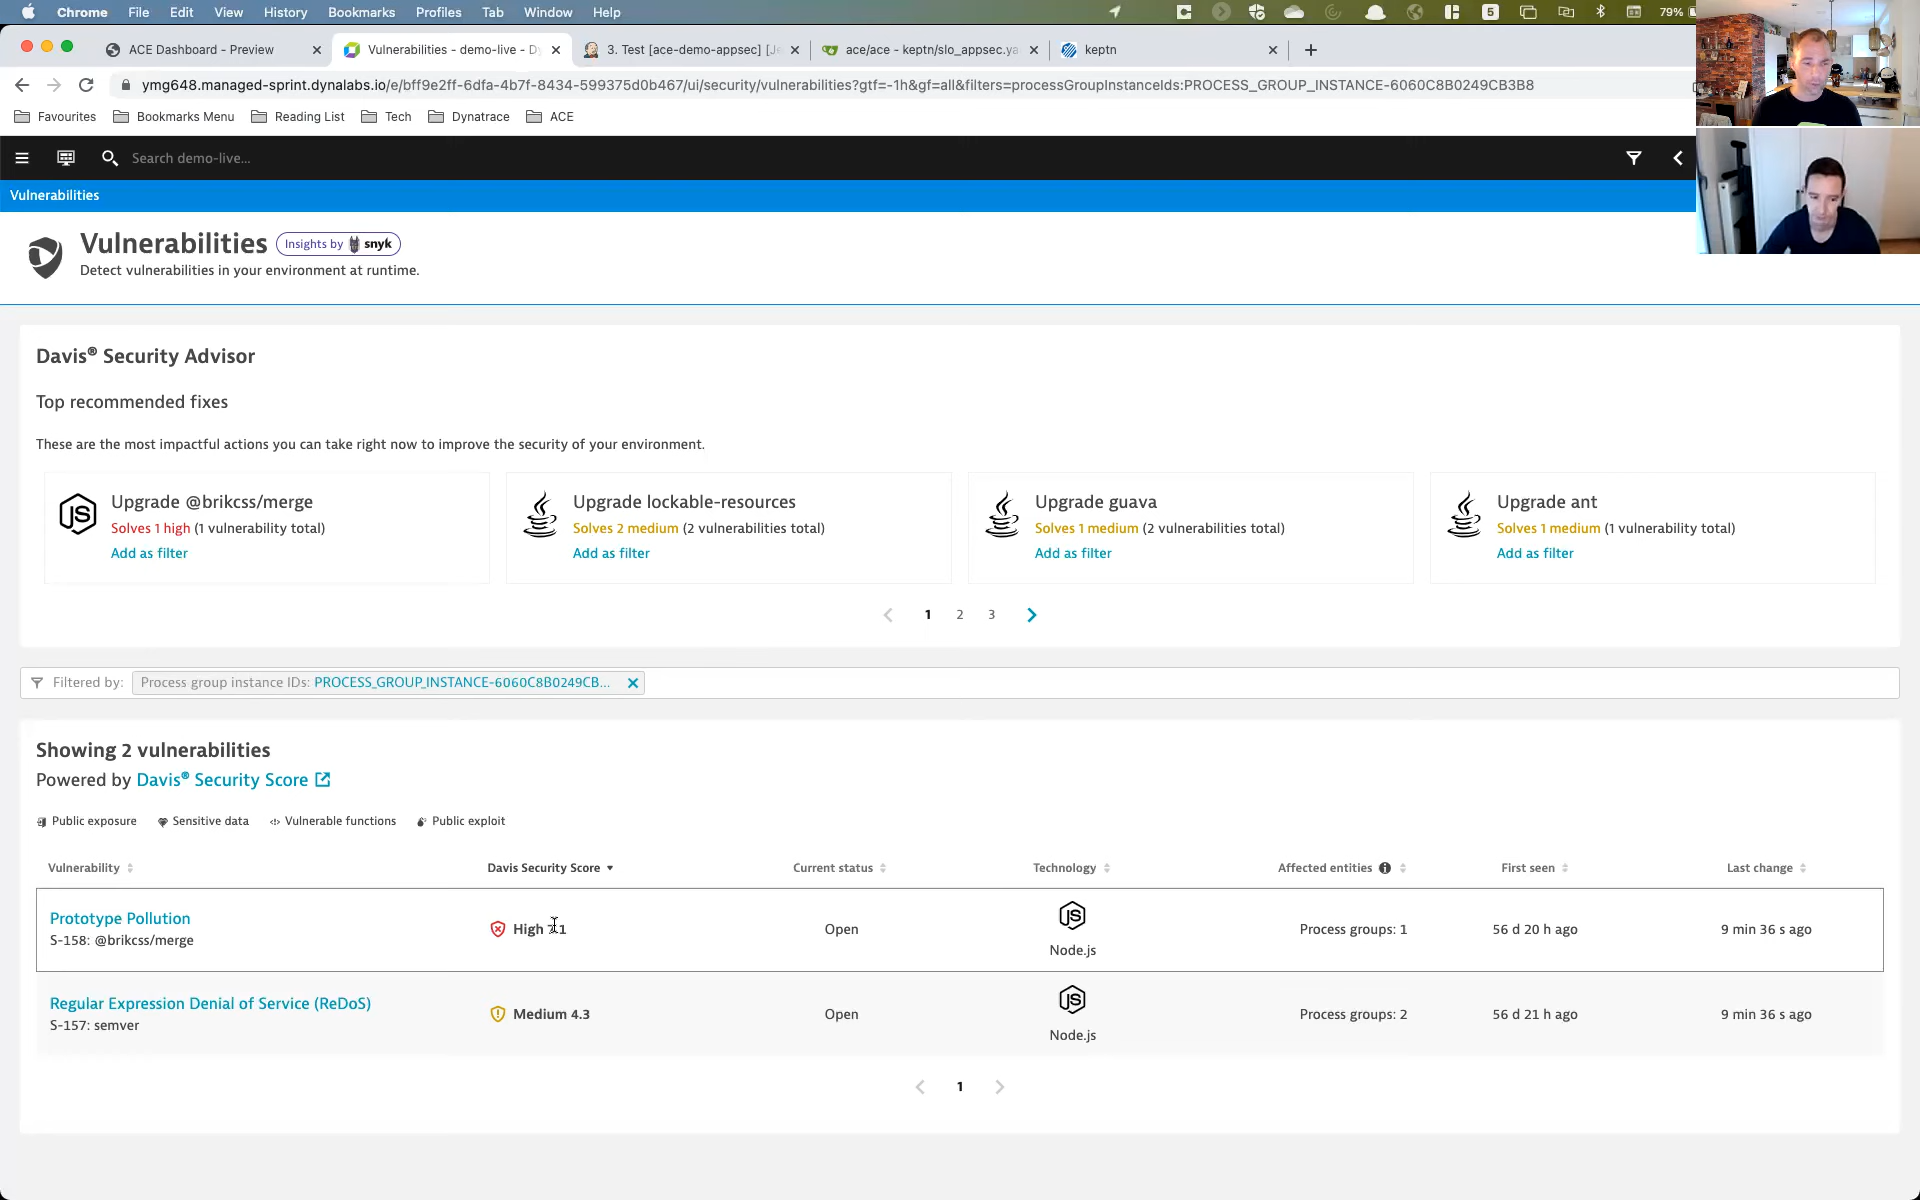 Chrome File Edit View History Bookmarks Profiles Tab Window Help 5 79%
ACE Dashboard - Preview
Vulnerabilities - demo-live - Dy
3. Test [ace-demo-appsec] [Je
ace/ace - keptn/slo_appsec.ya
keptn
ymg648.managed-sprint.dynalabs.io/e/bff9e2ff-6dfa-4b7f-8434-599375d0b467/ui/security/vulnerabilities?gtf=-1h&gf=all&filters=processGroupInstanceIds:PROCESS_GROUP_INSTANCE-6060C8B0249CB3B8
Favourites Bookmarks Menu Reading List Tech Dynatrace ACE
Search demo-live...
Vulnerabilities
Vulnerabilities Insights by snyk
Detect vulnerabilities in your environment at runtime.
Davis® Security Advisor
Top recommended fixes
These are the most impactful actions you can take right now to improve the security of your environment.
Upgrade @brikcss/merge
Solves 1 high (1 vulnerability total)
Add as filter
Upgrade lockable-resources
Solves 2 medium (2 vulnerabilities total)
Add as filter
Upgrade guava
Solves 1 medium (2 vulnerabilities total)
Add as filter
Upgrade ant
Solves 1 medium (1 vulnerability total)
Add as filter
1 2 3
Filtered by: Process group instance IDs: PROCESS_GROUP_INSTANCE-6060C8B0249CB...
Showing 2 vulnerabilities
Powered by Davis® Security Score
Public exposure Sensitive data Vulnerable functions Public exploit
Vulnerability Davis Security Score Current status Technology Affected entities First seen Last change
Prototype Pollution
S-158: @brikcss/merge
High
Open
Node.js
Process groups: 1
56 d 20 h ago
9 min 36 s ago
Regular Expression Denial of Service (ReDoS)
S-157: semver
Medium 4.3
Open
Node.js
Process groups: 2
56 d 21 h ago
9 min 36 s ago
1